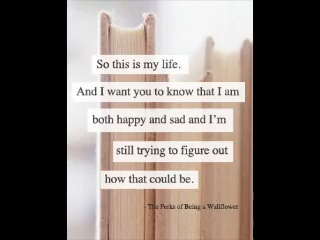 So this is my life.
And I want you to know that I am
both happy and sad and I'm
still trying to figure out
how that could be.
- The Perks of Being a Wallflower